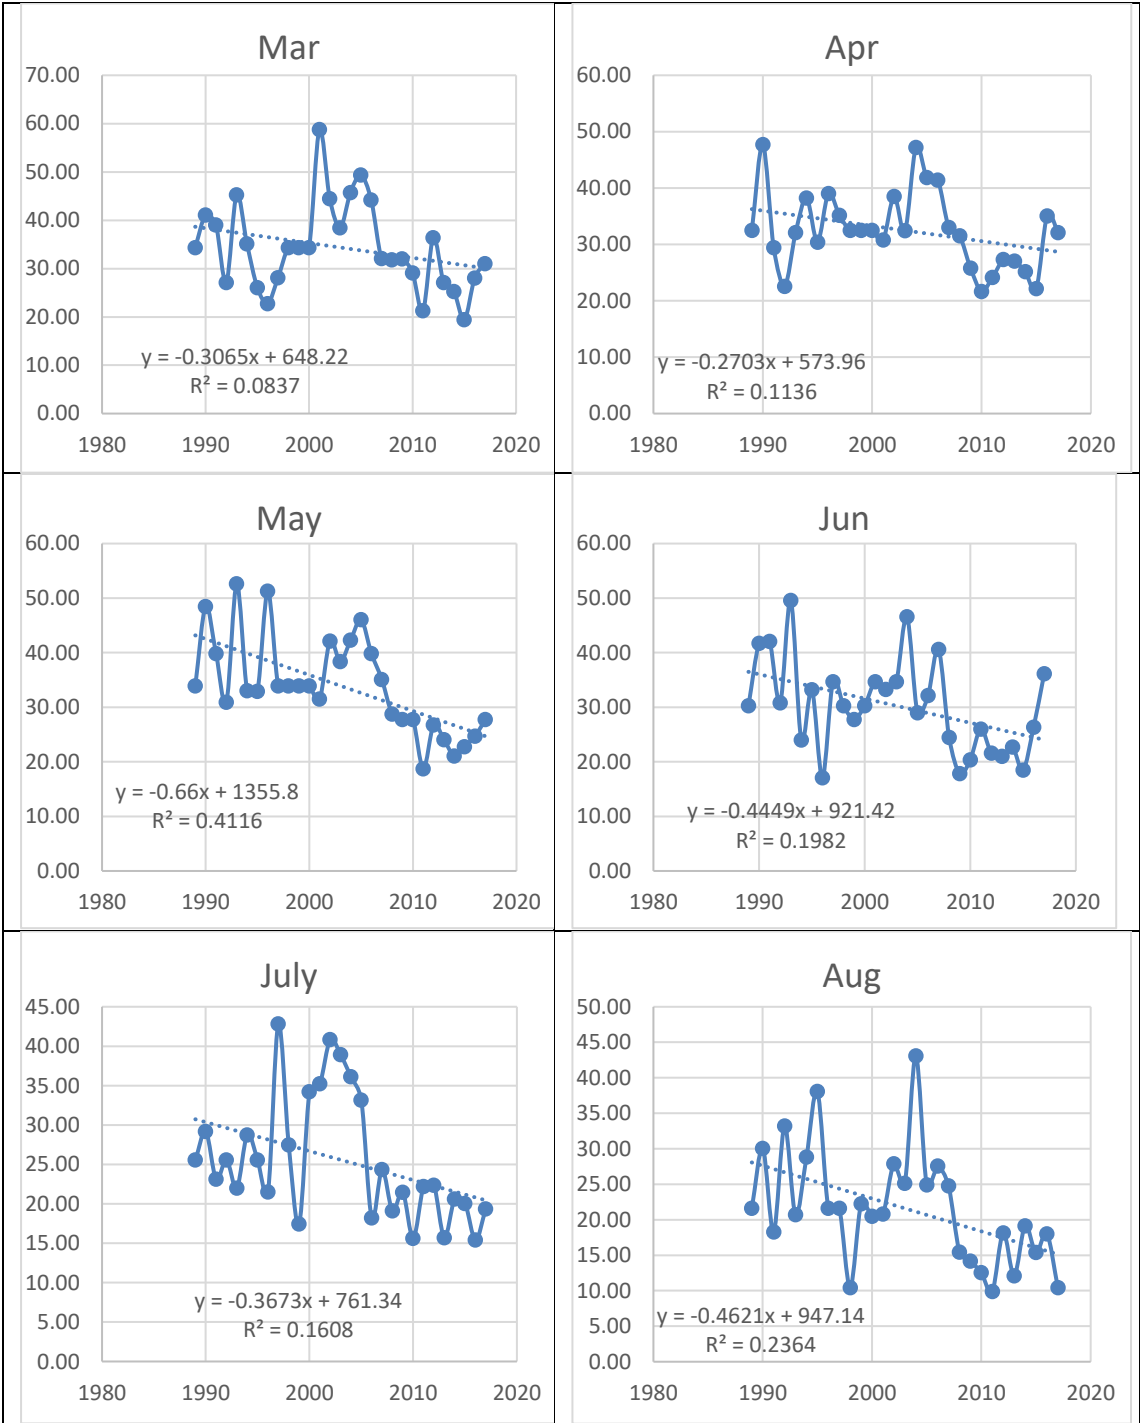 Mar
70.00
60.00
50.00
40.00
30.00
20.00
10.00
0.00
y = -0.3065x + 648.22
R² = 0.0837
1980 1990 2000 2010 2020
Apr
60.00
50.00
40.00
30.00
20.00
10.00
0.00
y = -0.2703x + 573.96
R² = 0.1136
1980 1990 2000 2010 2020
May
60.00
50.00
40.00
30.00
20.00
10.00
0.00
y = -0.66x + 1355.8
R² = 0.4116
1980 1990 2000 2010 2020
Jun
60.00
50.00
40.00
30.00
20.00
10.00
0.00
y = -0.4449x + 921.42
R² = 0.1982
1980 1990 2000 2010 2020
July
45.00
40.00
35.00
30.00
25.00
20.00
15.00
10.00
5.00
0.00
y = -0.3673x + 761.34
R² = 0.1608
1980 1990 2000 2010 2020
Aug
50.00
45.00
40.00
35.00
30.00
25.00
20.00
15.00
10.00
5.00
0.00
y = -0.4621x + 947.14
R² = 0.2364
1980 1990 2000 2010 2020